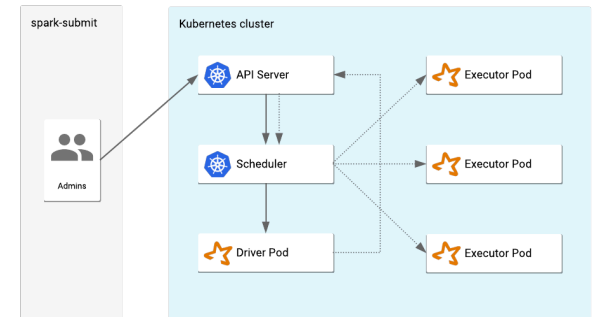 spark-submit
Kubernetes cluster
API Server
Executor Pod
Admins
Scheduler
Executor Pod
Driver Pod
Executor Pod